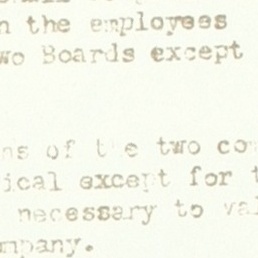 n the employees
wo Boards except
ns of the two co
ical except for t
necessary to va
mpany.